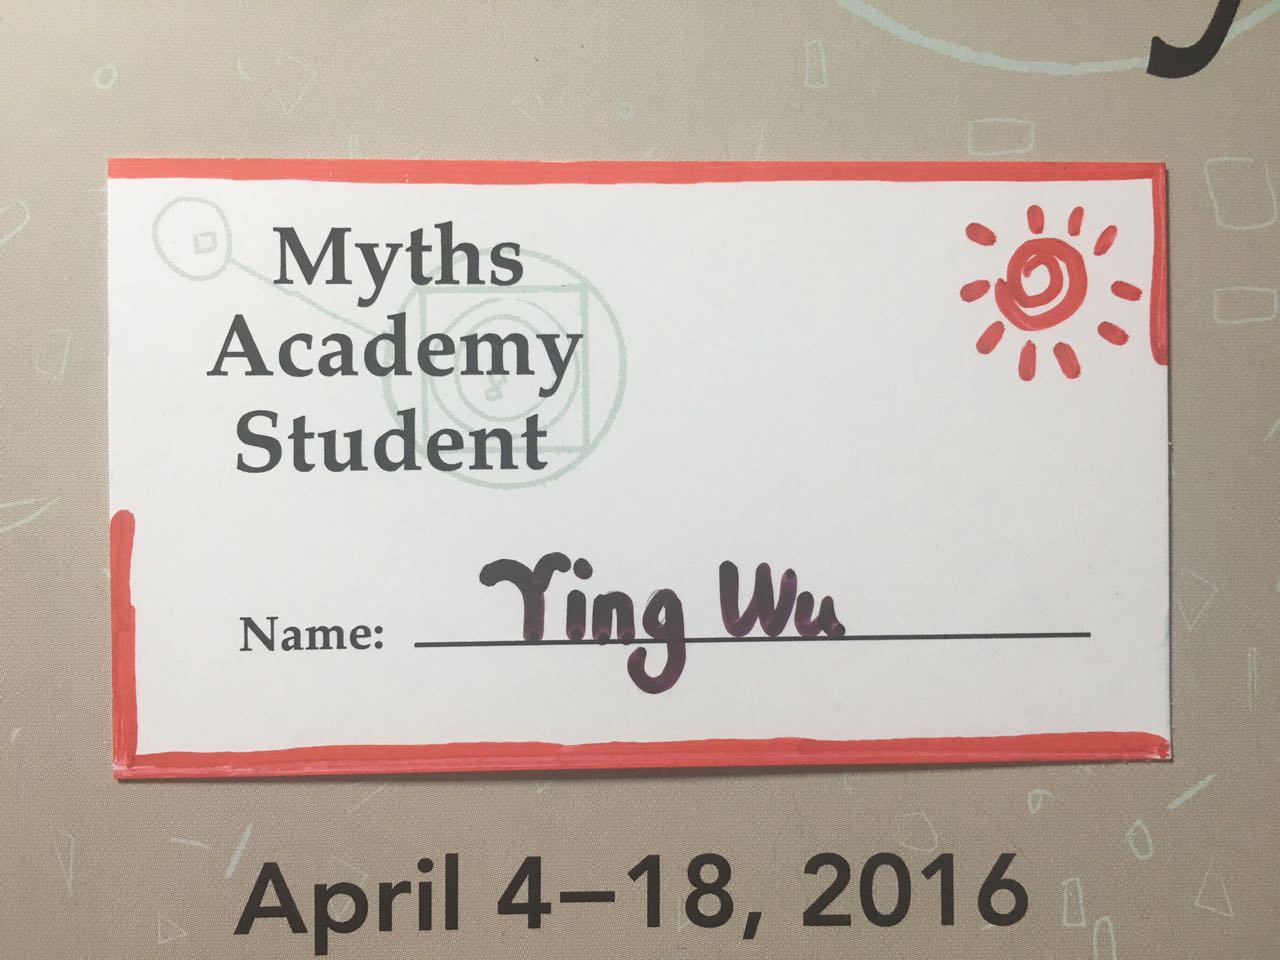 Myths
Academy
Student
Name: Ying Wu
April 4–18, 2016